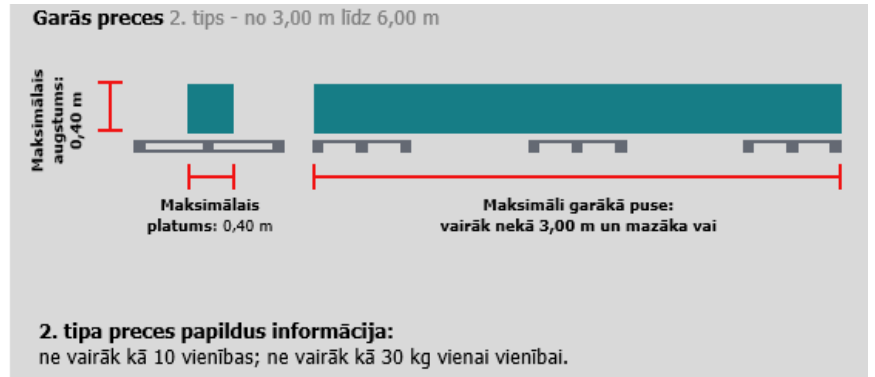 Garās preces 2. tips - no 3,00 m līdz 6,00 m
Maksimālais
augstums:
0,40 m
Maksimālais
platums: 0,40 m
Maksimāli garākā puse:
vairāk nekā 3,00 m un mazāka vai
2. tipa preces papildus informācija:
ne vairāk kā 10 vienības; ne vairāk kā 30 kg vienai vienībai.